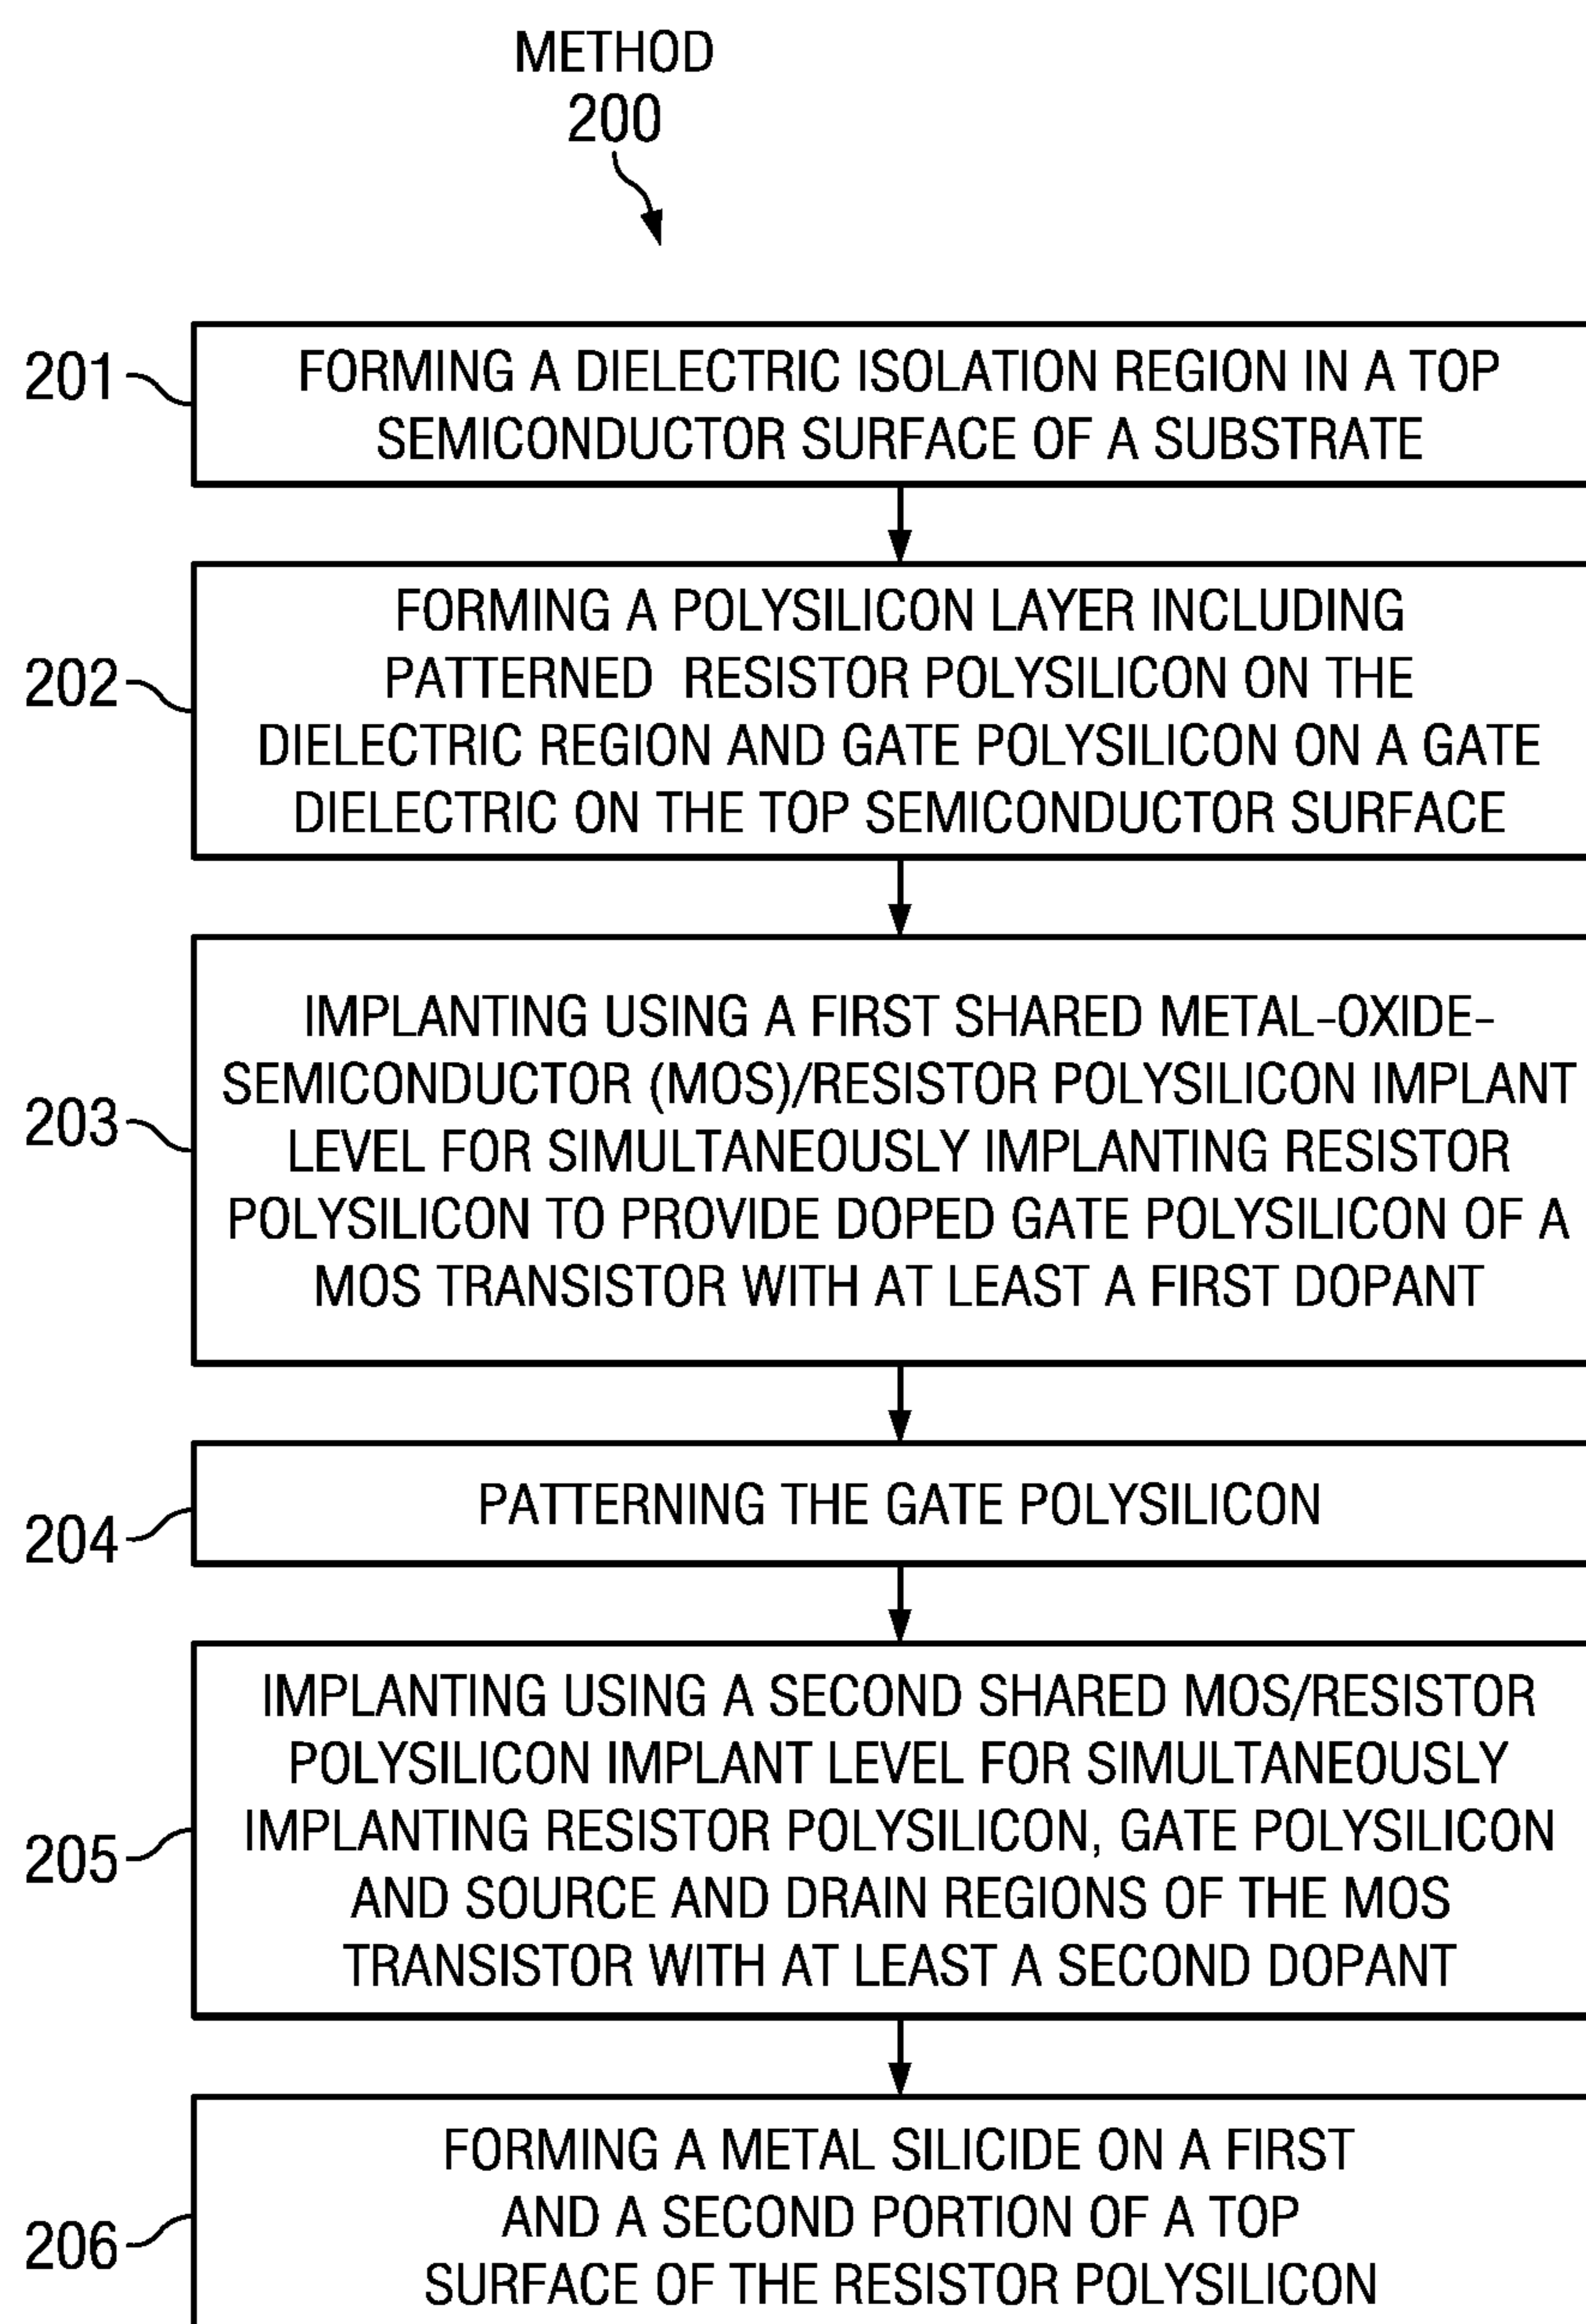 METHOD
200
201
FORMING A DIELECTRIC ISOLATION REGION IN A TOP
SEMICONDUCTOR SURFACE OF A SUBSTRATE
202
FORMING A POLYSILICON LAYER INCLUDING
PATTERNED RESISTOR POLYSILICON ON THE
DIELECTRIC REGION AND GATE POLYSILICON ON A GATE
DIELECTRIC ON THE TOP SEMICONDUCTOR SURFACE
203
IMPLANTING USING A FIRST SHARED METAL-OXIDE-
SEMICONDUCTOR (MOS)/RESISTOR POLYSILICON IMPLANT
LEVEL FOR SIMULTANEOUSLY IMPLANTING RESISTOR
POLYSILICON TO PROVIDE DOPED GATE POLYSILICON OF A
MOS TRANSISTOR WITH AT LEAST A FIRST DOPANT
204
PATTERNING THE GATE POLYSILICON
205
IMPLANTING USING A SECOND SHARED MOS/RESISTOR
POLYSILICON IMPLANT LEVEL FOR SIMULTANEOUSLY
IMPLANTING RESISTOR POLYSILICON, GATE POLYSILICON
AND SOURCE AND DRAIN REGIONS OF THE MOS
TRANSISTOR WITH AT LEAST A SECOND DOPANT
206
FORMING A METAL SILICIDE ON A FIRST
AND A SECOND PORTION OF A TOP
SURFACE OF THE RESISTOR POLYSILICON